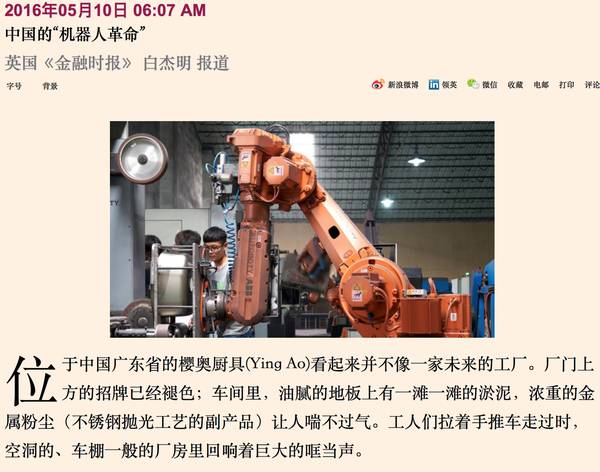 2016年05月10日 06:07 AM
中国的“机器人革命”
英国《金融时报》 白杰明 报道
字号 背景 新浪微博 领英 微信 收藏 电邮 打印 评论
ABB
位于中国广东省的樱奥厨具(Ying Ao)看起来并不像一家未来的工厂。厂门上
方的招牌已经褪色；车间里，油腻的地板上有一滩一滩的淤泥，浓重的金
属粉尘（不锈钢抛光工艺的副产品）让人喘不过气。工人们拉着手推车走过时，
空洞的、车棚一般的厂房里回响着巨大的哐当声。